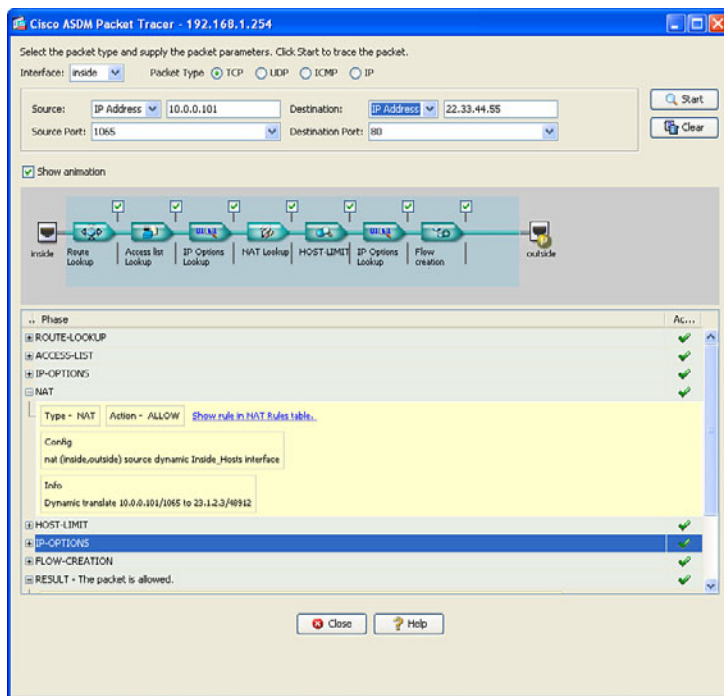 Cisco ASDM Packet Tracer - 192.168.1.254
Select the packet type and supply the packet parameters. Click Start to trace the packet.
Interface: inside Packet Type TCP UDP ICMP IP
Source: IP Address 10.0.0.101 Destination: IP Address 22.33.44.55
Start
Source Port: 1065 Destination Port: 80
Clear
Show animation
inside
Route Lookup
Access list Lookup
IP Options Lookup
NAT Lookup
HOST-LIMIT
IP Options Lookup
Flow creation
outside
.. Phase Ac...
ROUTE-LOOKUP
ACCESS-LIST
IP-OPTIONS
NAT
Type - NAT Action - ALLOW Show rule in NAT Rules table.
Config
nat (inside,outside) source dynamic Inside_Hosts interface
Info
Dynamic translate 10.0.0.101/1065 to 23.1.2.3/48912
HOST-LIMIT
IP-OPTIONS
FLOW-CREATION
RESULT - The packet is allowed.
Close Help